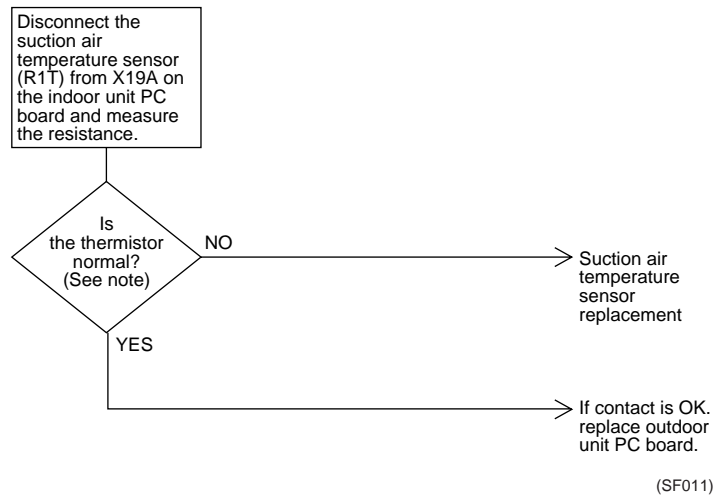 Disconnect the
suction air
temperature sensor
(R1T) from X19A on
the indoor unit PC
board and measure
the resistance.
Is
the thermistor
normal?
(See note)
NO
Suction air
temperature
sensor
replacement
YES
If contact is OK.
replace outdoor
unit PC board.
(SF011)